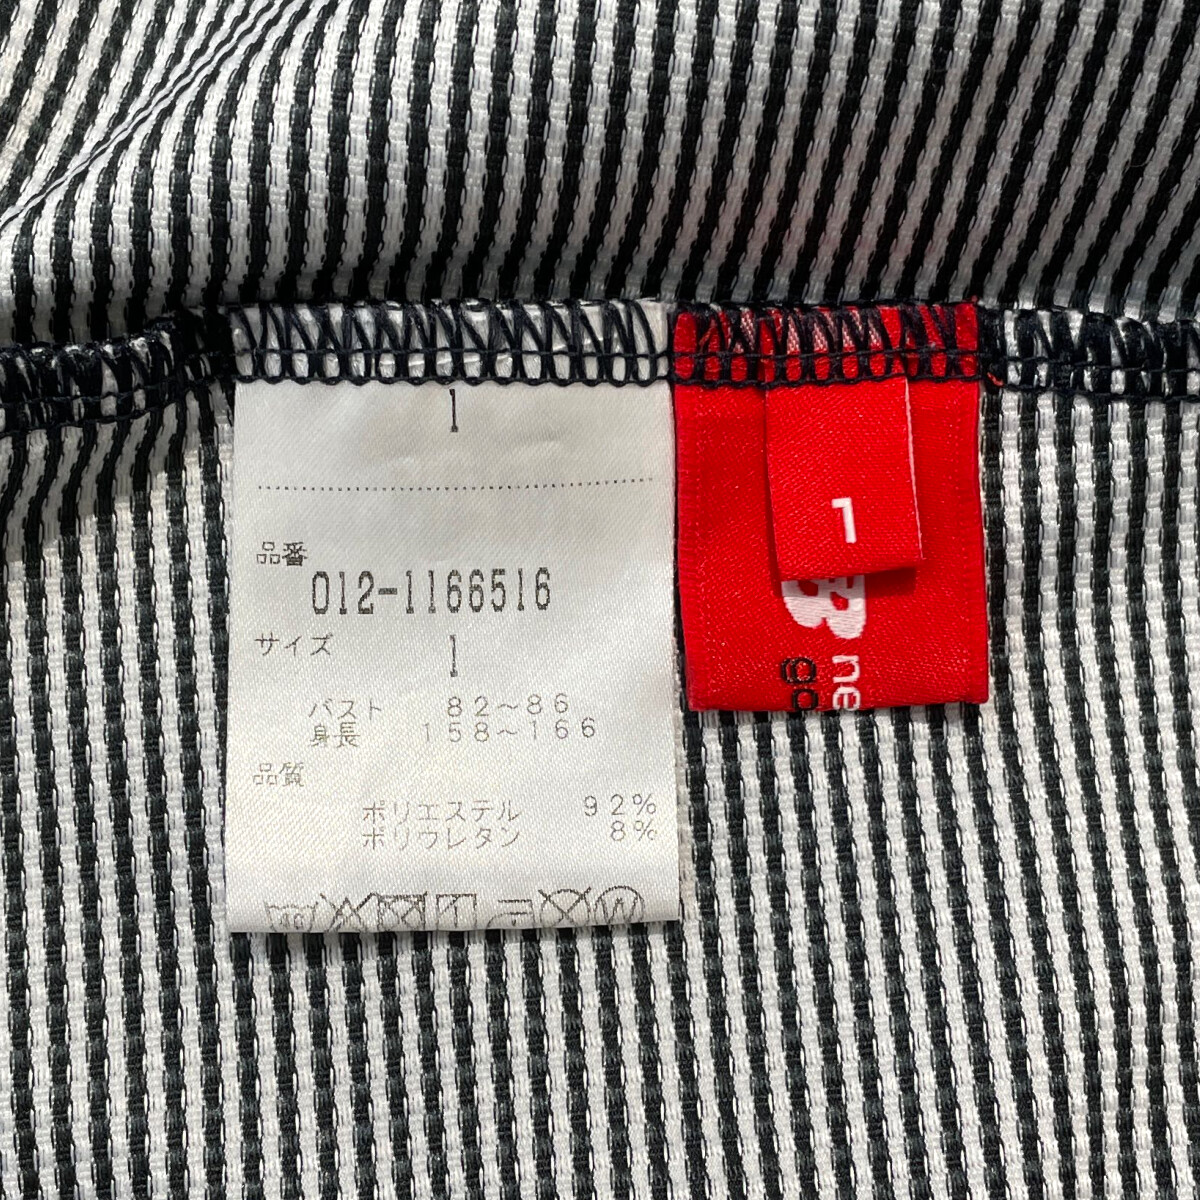 1
品番
012-1166516
サイズ 1
バスト 82~86
身長 158~166
品質
ポリエステル 92%
ポリウレタン 8%
1
ne
go